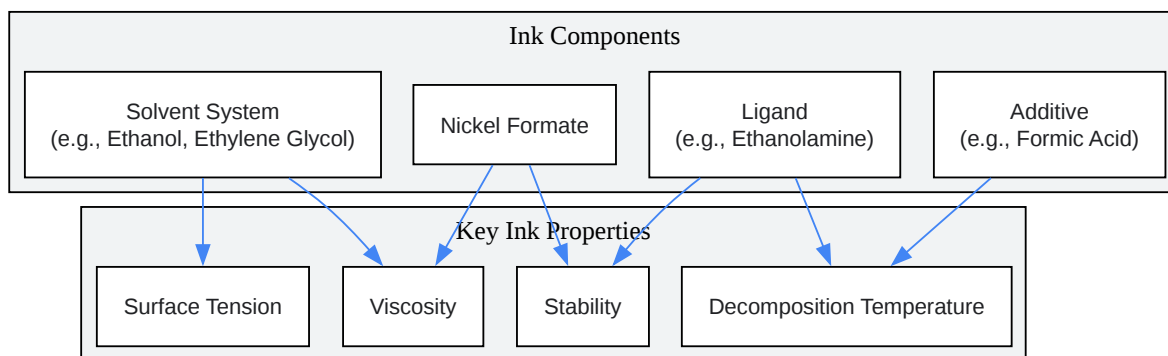 Ink Components
Solvent System
(e.g., Ethanol, Ethylene Glycol)
Nickel Formate
Ligand
(e.g., Ethanolamine)
Additive
(e.g., Formic Acid)
Key Ink Properties
Surface Tension
Viscosity
Stability
Decomposition Temperature